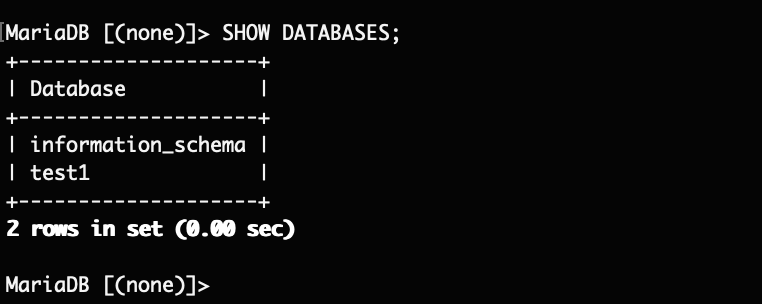 MariaDB [(none)]> SHOW DATABASES;
+--------------------+
| Database           |
+--------------------+
| information_schema |
| test1              |
+--------------------+
2 rows in set (0.00 sec)
MariaDB [(none)]>